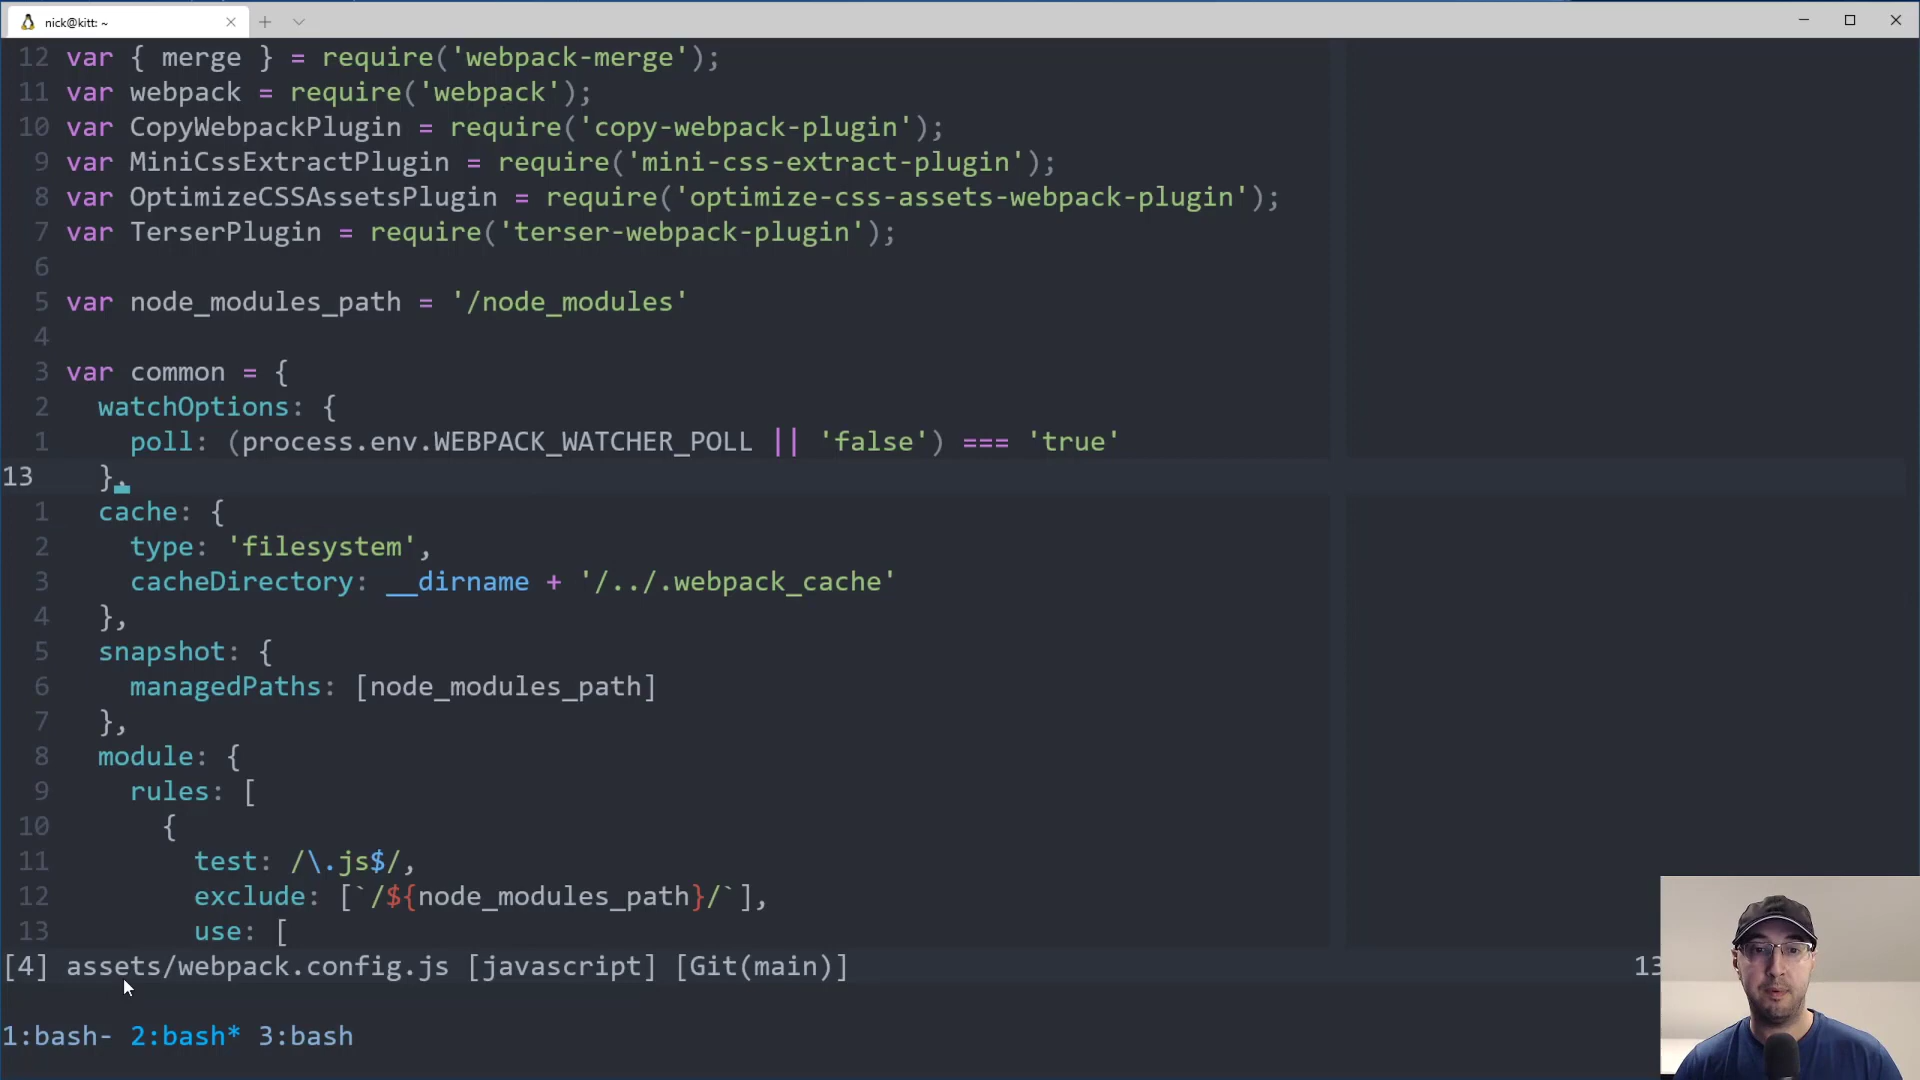 nick@kitt: ~
12 var { merge } = require('webpack-merge');
11 var webpack = require('webpack');
10 var CopyWebpackPlugin = require('copy-webpack-plugin');
9 var MiniCssExtractPlugin = require('mini-css-extract-plugin');
8 var OptimizeCSSAssetsPlugin = require('optimize-css-assets-webpack-plugin');
7 var TerserPlugin = require('terser-webpack-plugin');
6
5 var node_modules_path = '/node_modules'
4
3 var common = {
2   watchOptions: {
1     poll: (process.env.WEBPACK_WATCHER_POLL || 'false') === 'true'
13   },
1   cache: {
2     type: 'filesystem',
3     cacheDirectory: __dirname + '/../.webpack_cache'
4   },
5   snapshot: {
6     managedPaths: [node_modules_path]
7   },
8   module: {
9     rules: [
10       {
11         test: /\.js$/,
12         exclude: [`/${node_modules_path}/`],
13         use: [
[4] assets/webpack.config.js [javascript] [Git(main)] 13
1:bash- 2:bash* 3:bash